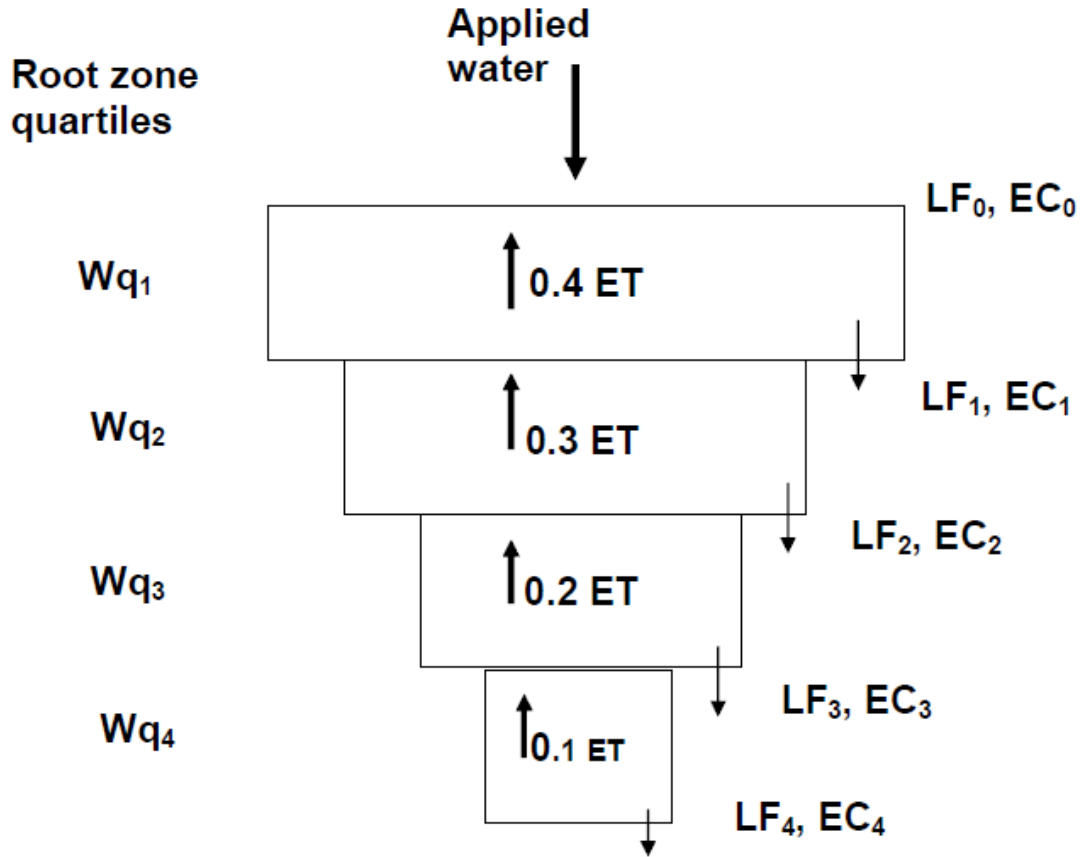 Applied
water
Root zone
quartiles
LF₀, EC₀
Wq₁
0.4 ET
LF₁, EC₁
Wq₂
0.3 ET
LF₂, EC₂
Wq₃
0.2 ET
LF₃, EC₃
Wq₄
0.1 ET
LF₄, EC₄